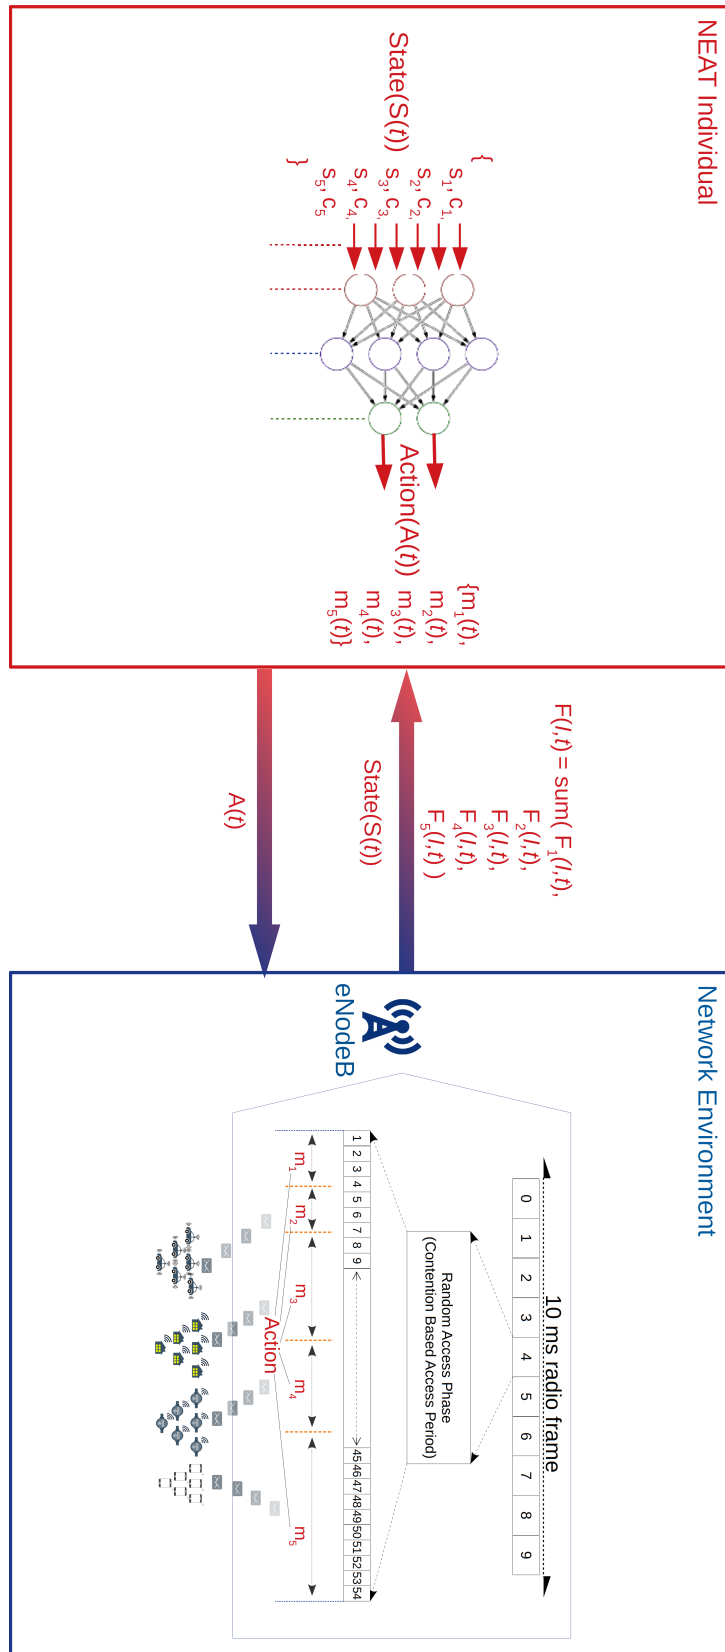 NEAT Individual
State(S(t))
{
s1, c1,
s2, c2,
s3, c3,
s4, c4,
s5, c5
}
Action(A(t))
{m1(t),
m2(t),
m3(t),
m4(t),
m5(t)}
F(I,t) = sum( F1(I,t),
F2(I,t),
F3(I,t),
F4(I,t),
F5(I,t) )
State(S(t))
A(t)
Network Environment
eNodeB
10 ms radio frame
0 1 2 3 4 5 6 7 8 9
Random Access Phase
(Contention Based Access Period)
1 2 3 4 5 6 7 8 9 45 46 47 48 49 50 51 52 53 54
m1 m2 m3 m4 m5
Action